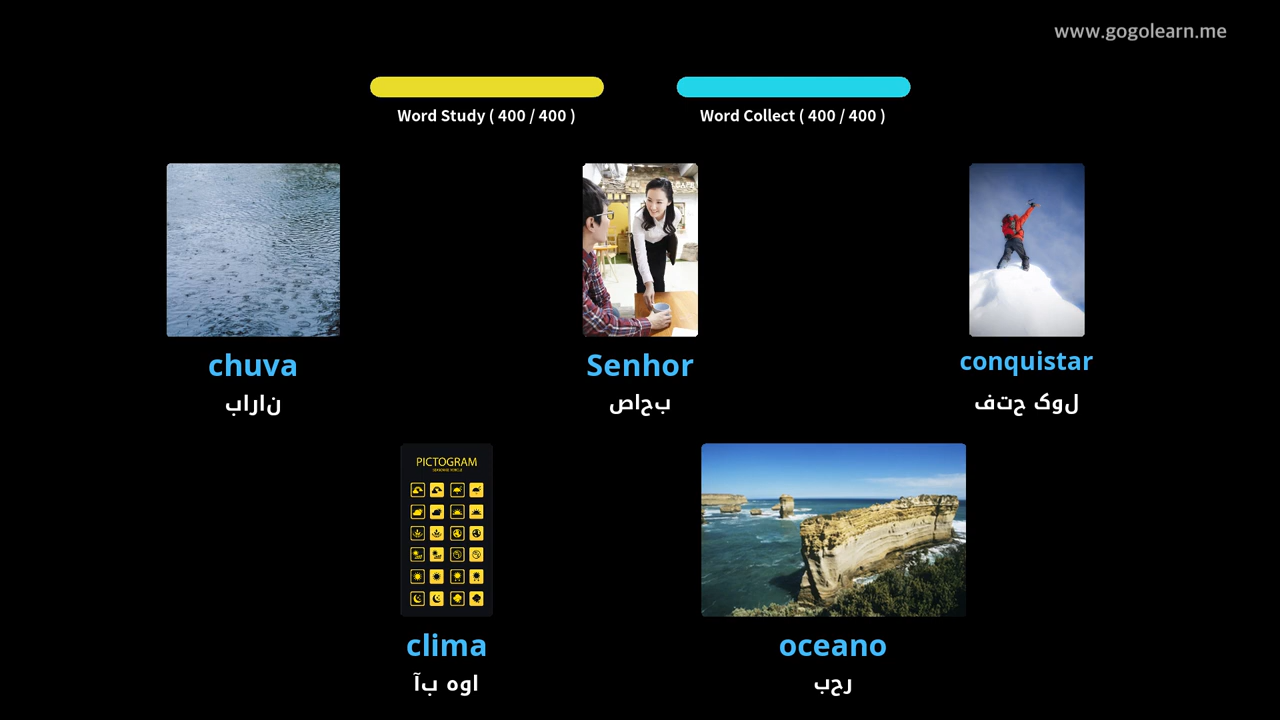 www.gogolearn.me
Word Study ( 400 / 400 )
Word Collect ( 400 / 400 )
chuva
ناراب
Senhor
بحاص
conquistar
لوک حتف
PICTOGRAM
clima
اوه بآ
oceano
رحب